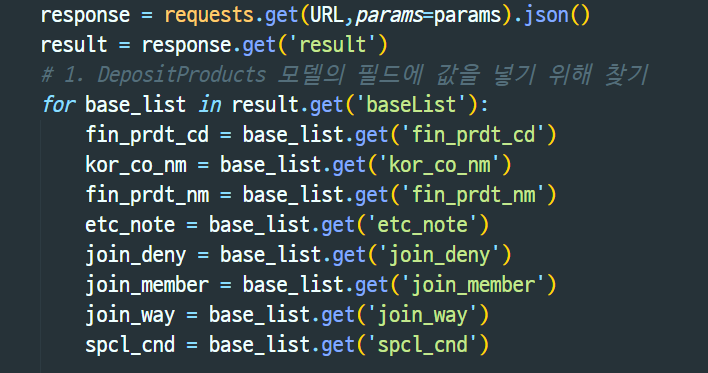 response = requests.get(URL,params=params).json()
result = response.get('result')
# 1. DepositProducts 모델의 필드에 값을 넣기 위해 찾기
for base_list in result.get('baseList'):
    fin_prdt_cd = base_list.get('fin_prdt_cd')
    kor_co_nm = base_list.get('kor_co_nm')
    fin_prdt_nm = base_list.get('fin_prdt_nm')
    etc_note = base_list.get('etc_note')
    join_deny = base_list.get('join_deny')
    join_member = base_list.get('join_member')
    join_way = base_list.get('join_way')
    spcl_cnd = base_list.get('spcl_cnd')